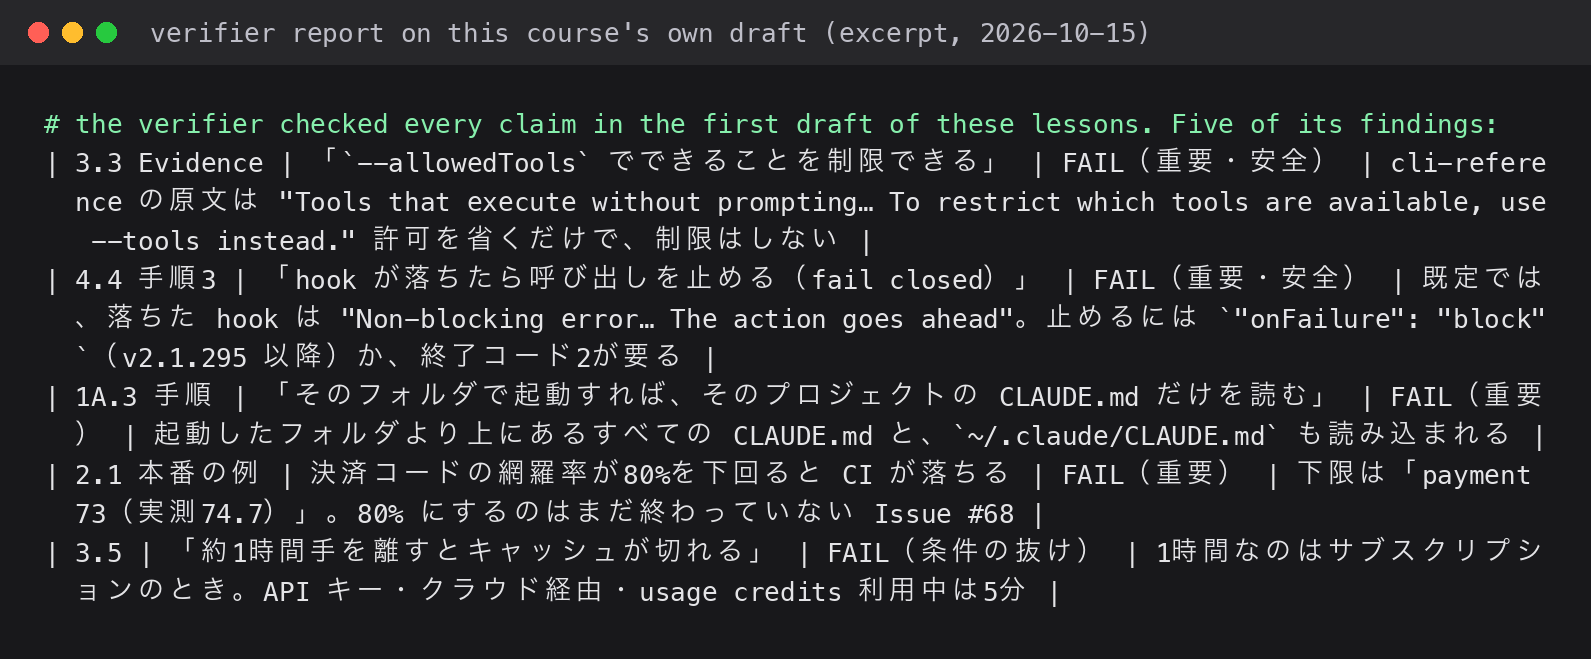 verifier report on this course's own draft (excerpt, 2026-10-15)
# the verifier checked every claim in the first draft of these lessons. Five of its findings:
| 3.3 Evidence | 「`--allowedTools` でできることを制限できる」 | FAIL（重要・安全） | cli-refere
nce の原文は "Tools that execute without prompting… To restrict which tools are available, use
--tools instead." 許可を省くだけで、制限はしない |
| 4.4 手順3 | 「hook が落ちたら呼び出しを止める（fail closed）」 | FAIL（重要・安全） | 既定では
、落ちた hook は "Non-blocking error… The action goes ahead"。止めるには `"onFailure": "block"
`（v2.1.295 以降）か、終了コード2が要る |
| 1A.3 手順 | 「そのフォルダで起動すれば、そのプロジェクトの CLAUDE.md だけを読む」 | FAIL（重要
） | 起動したフォルダより上にあるすべての CLAUDE.md と、`~/.claude/CLAUDE.md` も読み込まれる |
| 2.1 本番の例 | 決済コードの網羅率が80%を下回ると CI が落ちる | FAIL（重要） | 下限は「payment
73（実測74.7）」。80% にするのはまだ終わっていない Issue #68 |
| 3.5 | 「約1時間手を離すとキャッシュが切れる」 | FAIL（条件の抜け） | 1時間なのはサブスクリプシ
ョンのとき。API キー・クラウド経由・usage credits 利用中は5分 |